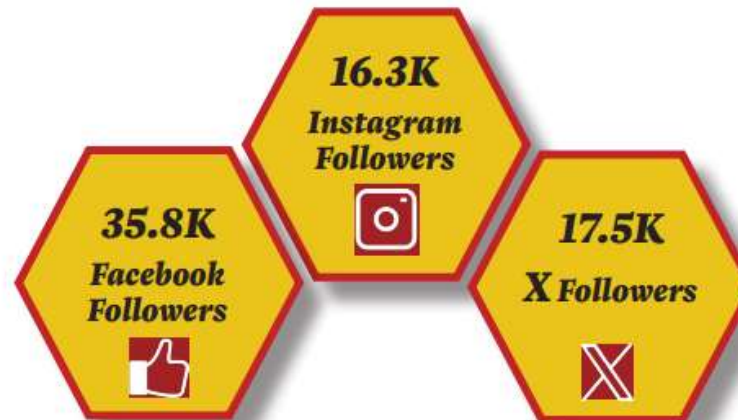 35.8K
Facebook
Followers
16.3K
Instagram
Followers
17.5K
X Followers